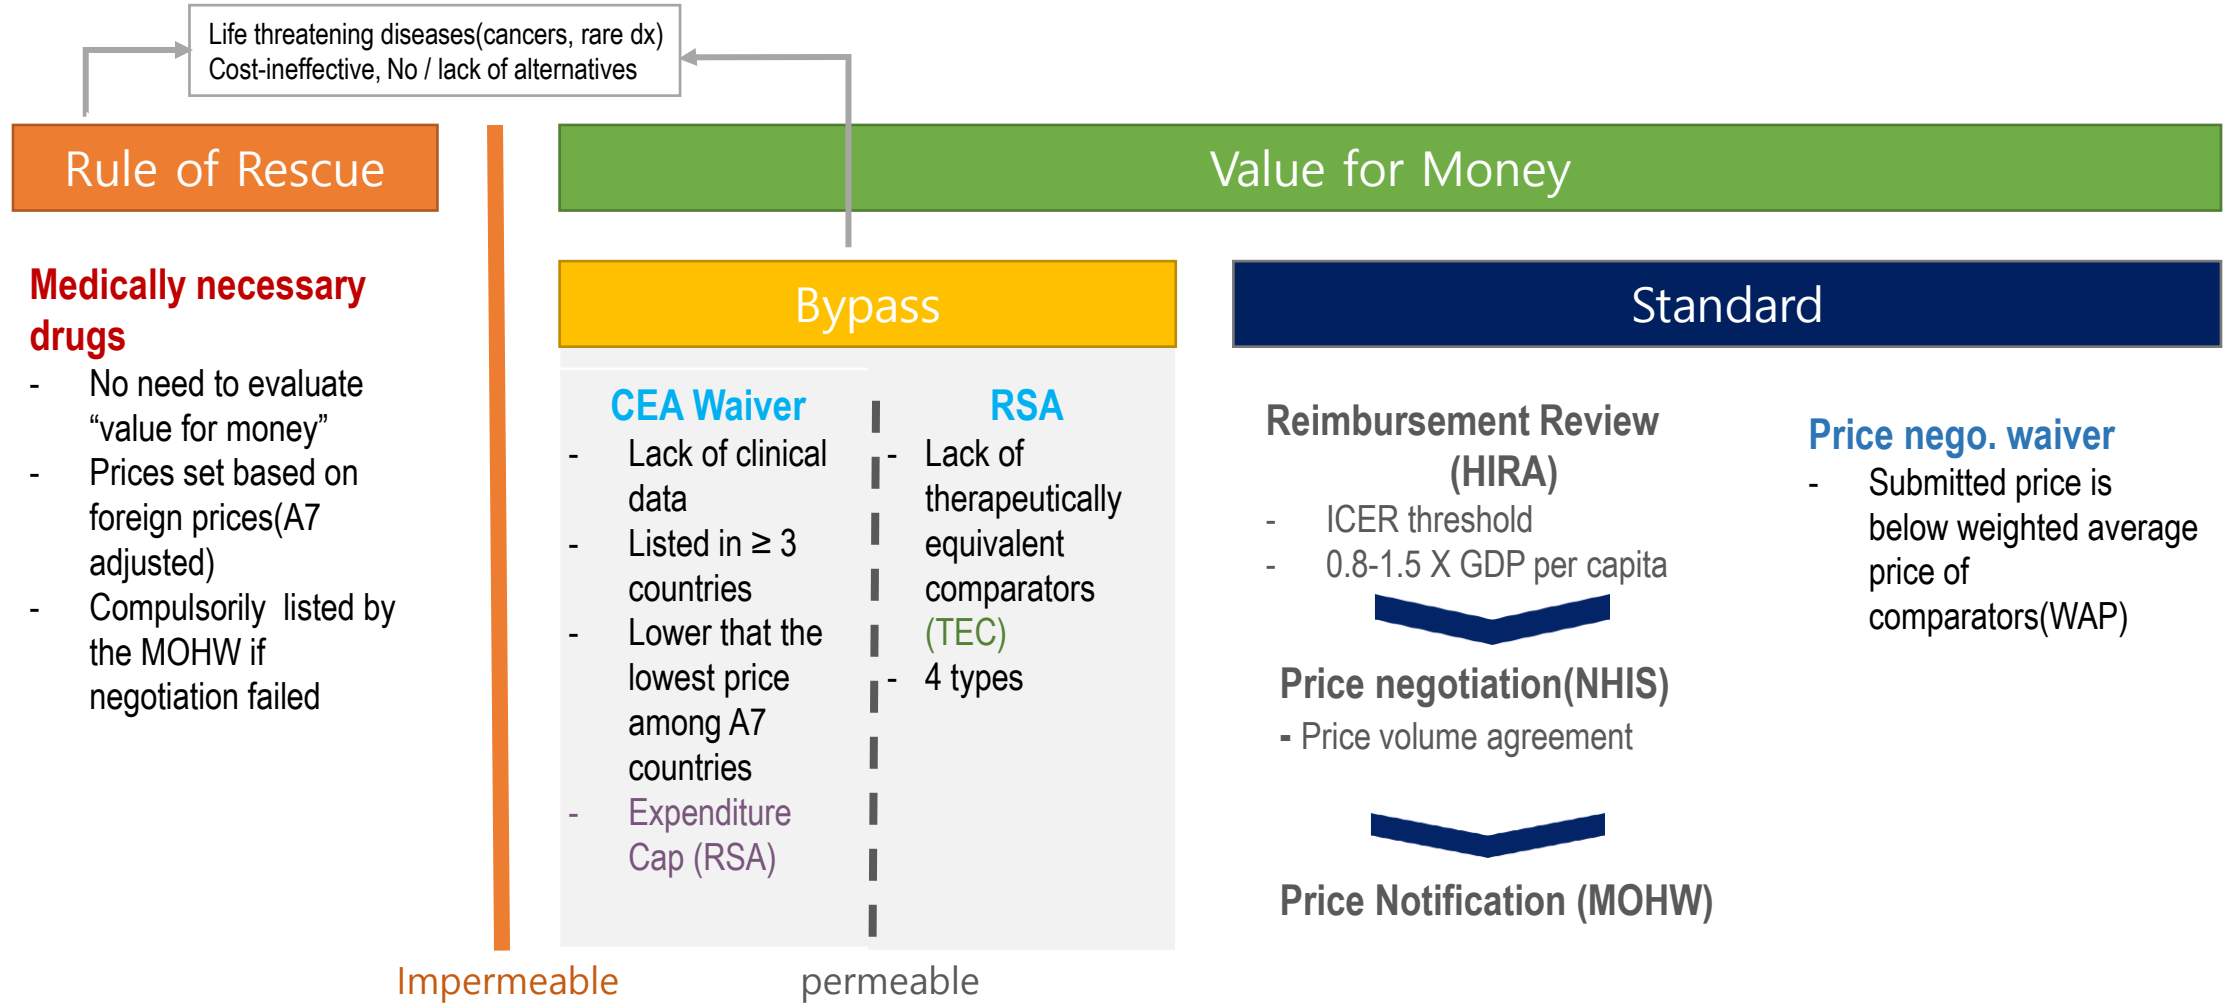 Life threatening diseases(cancers, rare dx)
Cost-ineffective, No / lack of alternatives
Rule of Rescue
Value for Money
Medically necessary
drugs
- No need to evaluate
“value for money”
- Prices set based on
foreign prices(A7
adjusted)
- Compulsorily listed by
the MOHW if
negotiation failed
Bypass
CEA Waiver
- Lack of clinical
data
- Listed in ≥ 3
countries
- Lower that the
lowest price
among A7
countries
- Expenditure
Cap (RSA)
RSA
- Lack of
therapeutically
equivalent
comparators
(TEC)
- 4 types
Standard
Reimbursement Review
(HIRA)
- ICER threshold
- 0.8-1.5 X GDP per capita
Price negotiation(NHIS)
- Price volume agreement
Price Notification (MOHW)
Price nego. waiver
- Submitted price is
below weighted average
price of
comparators(WAP)
Impermeable
permeable